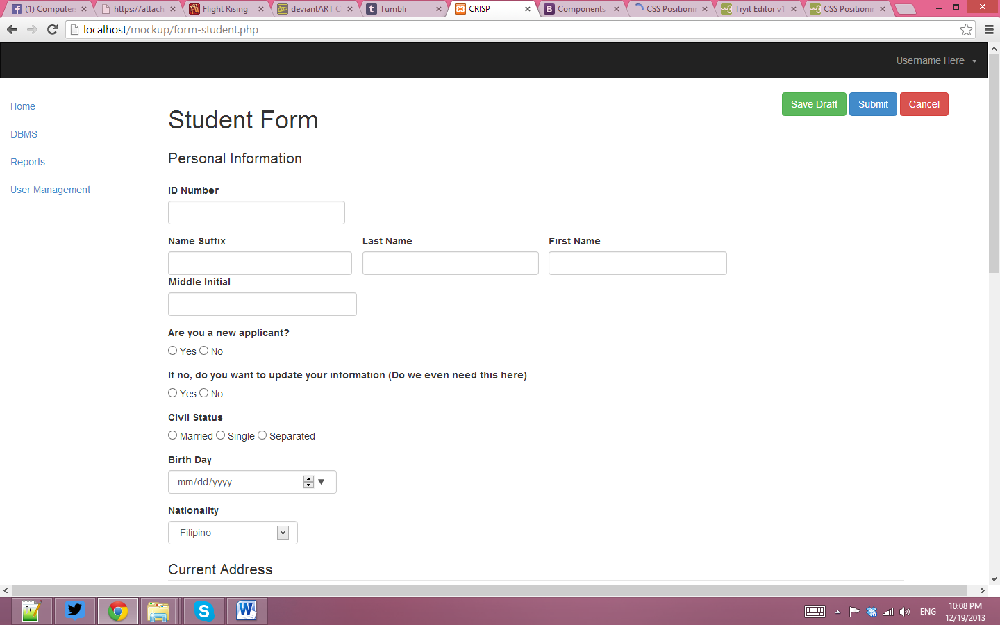 (1) Computer
https://attach
Flight Rising
deviantART C
Tumblr
CRISP
Components
CSS Positionin
Tryit Editor v1
CSS Positionin
localhost/mockup/form-student.php
Username Here
Save Draft
Submit
Cancel
Home
DBMS
Reports
User Management
Student Form
Personal Information
ID Number
Name Suffix
Last Name
First Name
Middle Initial
Are you a new applicant?
Yes No
If no, do you want to update your information (Do we even need this here)
Yes No
Civil Status
Married Single Separated
Birth Day
mm/dd/yyyy
Nationality
Filipino
Current Address
ENG
10:08 PM
12/19/2013